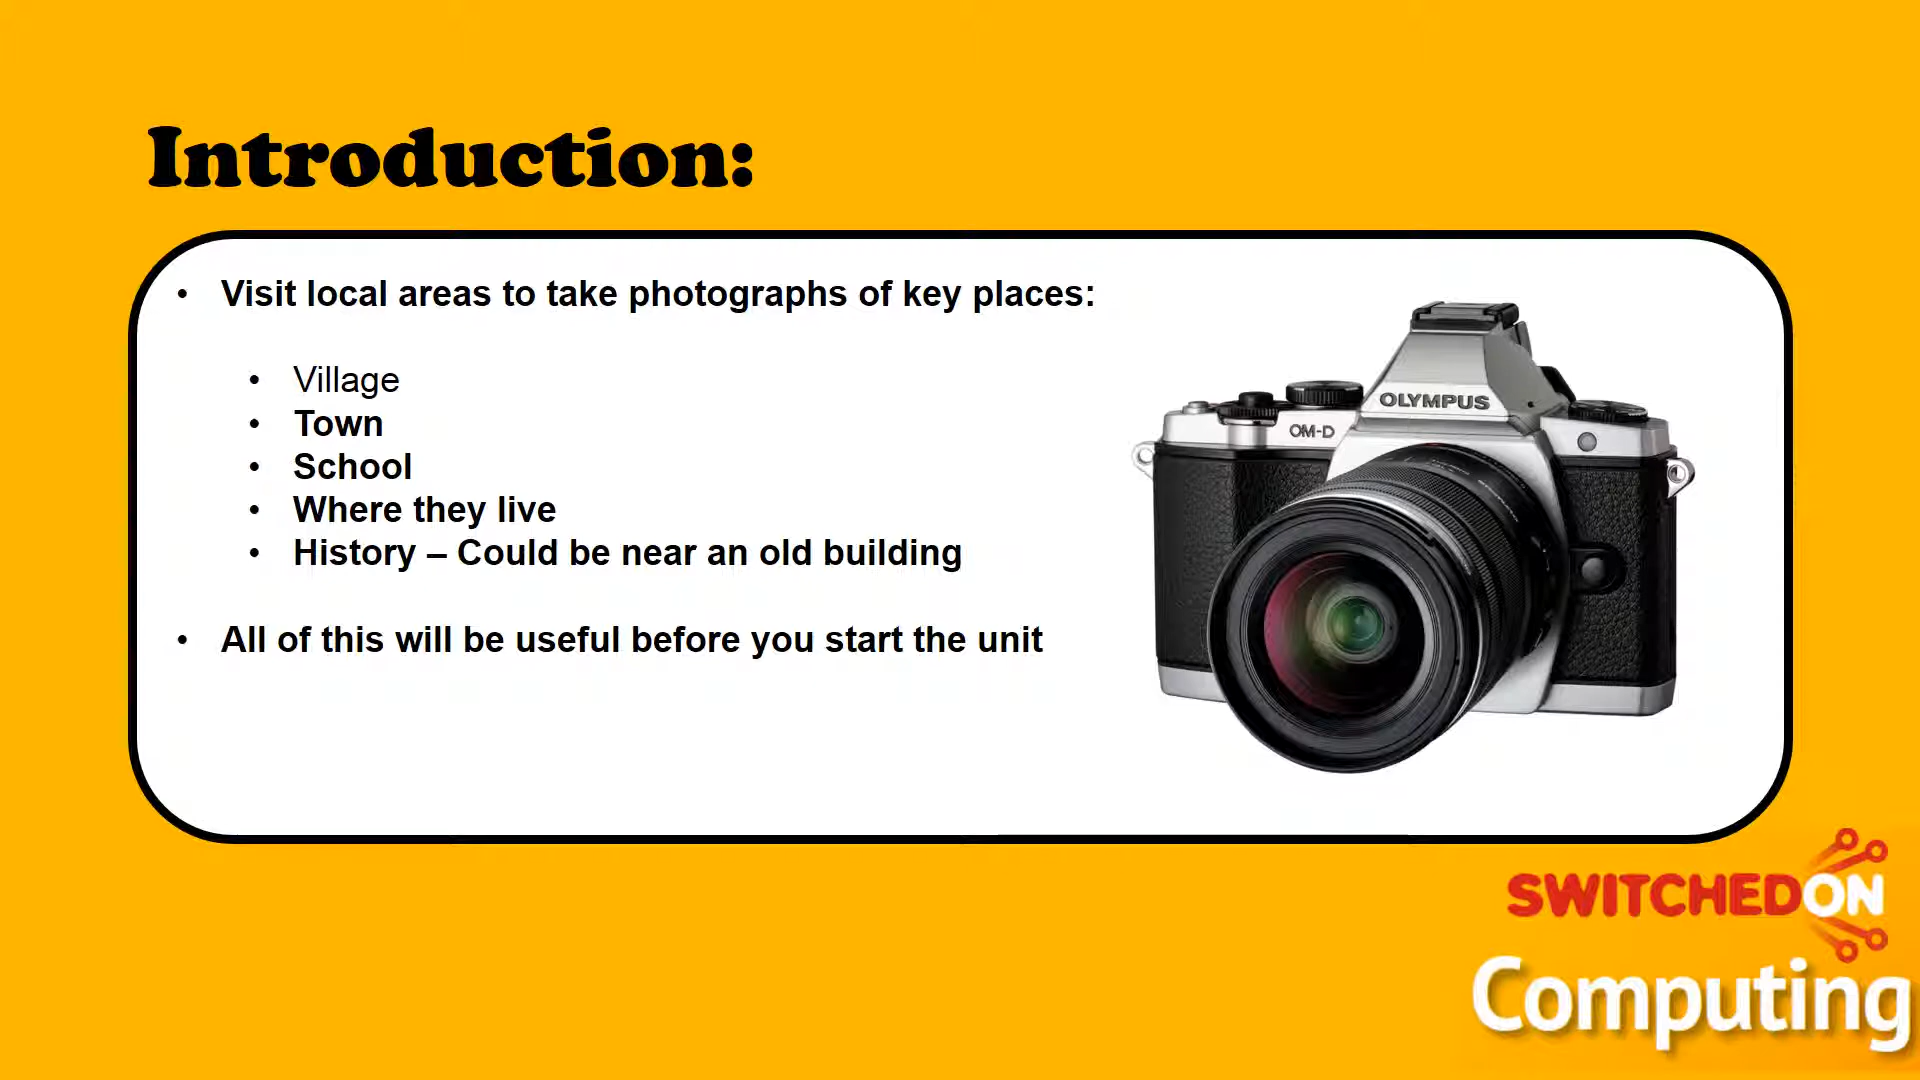 Introduction:
• Visit local areas to take photographs of key places:
• Village
• Town
• School
• Where they live
• History – Could be near an old building
• All of this will be useful before you start the unit
OLYMPUS
OM-D
SWITCHEDON
Computing